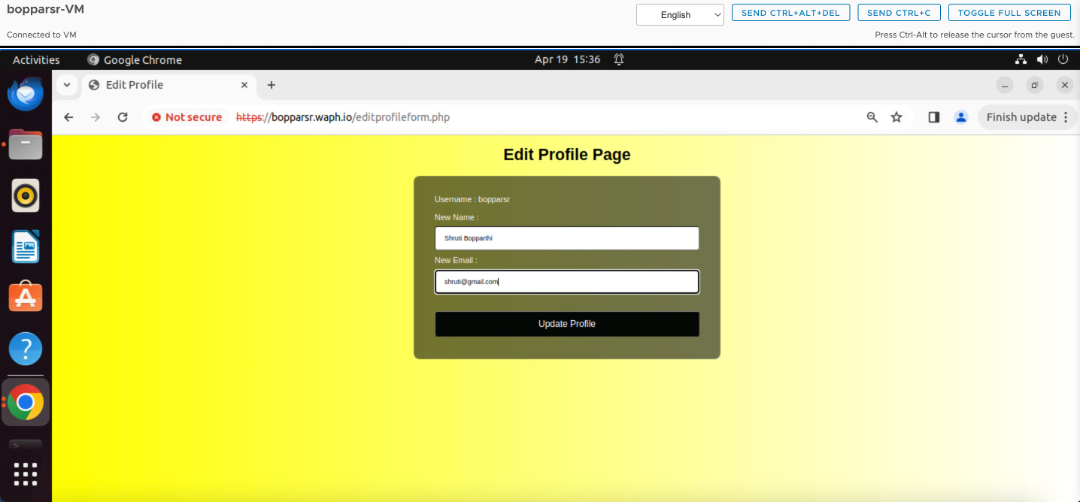 bopparsr-VM
English
SEND CTRL+ALT+DEL
SEND CTRL+C
TOGGLE FULL SCREEN
Connected to VM
Press Ctrl-Alt to release the cursor from the guest.
Activities
Google Chrome
Apr 19 15:36
Edit Profile
Not secure
https://bopparsr.waph.io/editprofileform.php
Finish update
Edit Profile Page
Username : bopparsr
New Name :
Shruti Bopparthi
New Email :
shruti@gmail.com
Update Profile